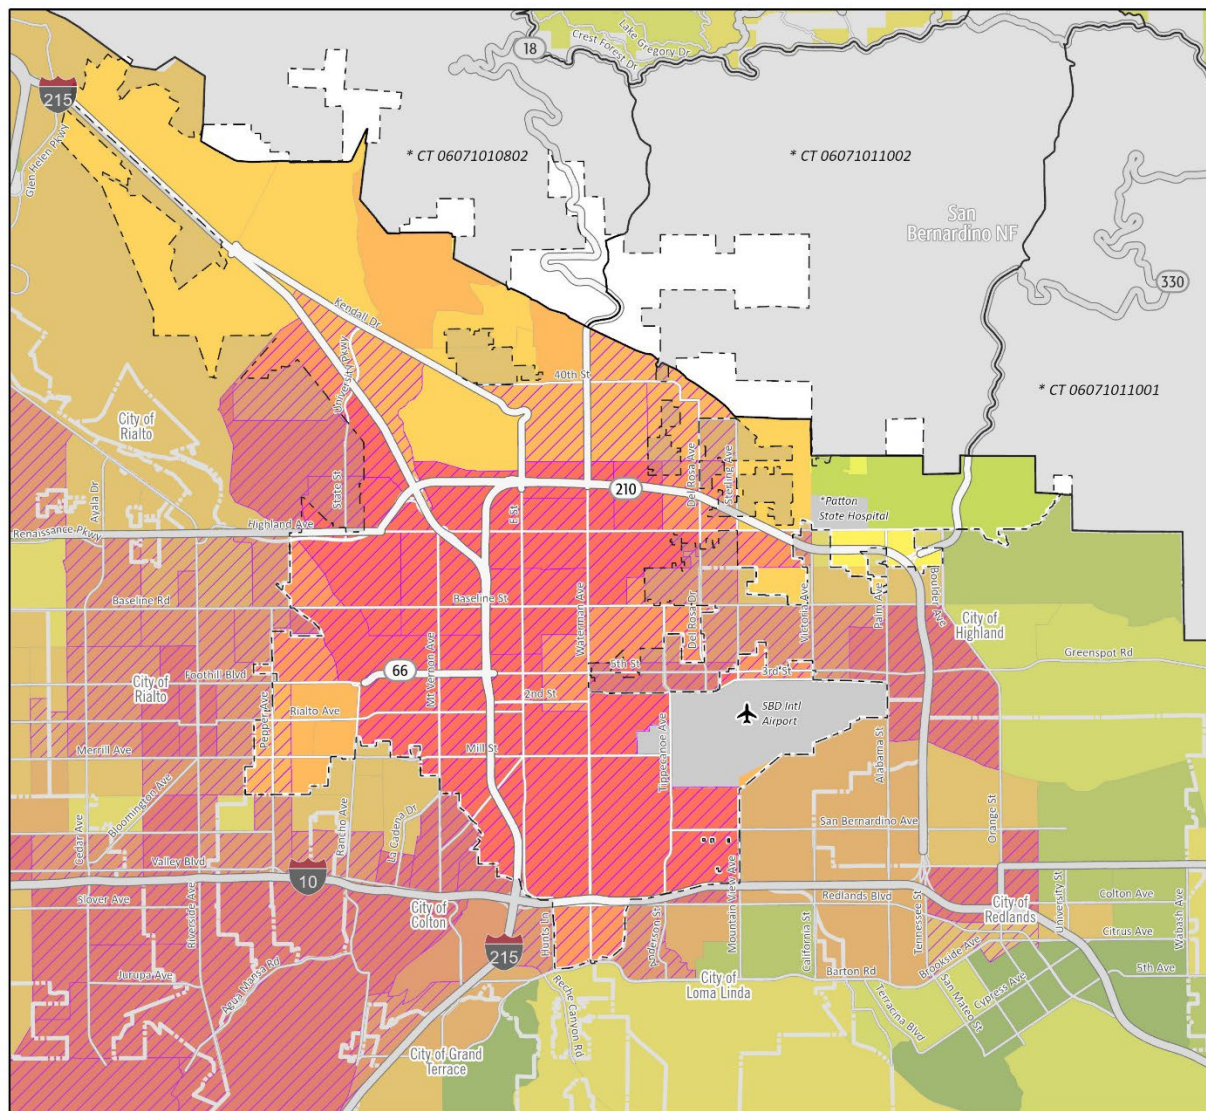 18
Crest Forest Dr
Lake Gregory Dr
215
Glen Helen Pkwy
* CT 06071010802
* CT 06071011002
San
Bernardino NF
330
* CT 06071011001
Kendall Dr
University Pkwy
40th St
City of
Rialto
Ayala Dr
State St
Del Rosa Ave
Sterling Ave
210
E St
*Patton
State Hospital
Renaissance Pkwy
Highland Ave
Baseline Rd
Baseline St
Waterman Ave
Del Rosa Dr
Victoria Ave
Palm Ave
Boulder Ave
City of
Highland
Greenspot Rd
Mt Vernon Ave
66
5th St
3rd St
Foothill Blvd
City of
Rialto
Pepper Ave
Rialto Ave
2nd St
SBD Intl
Airport
Merrill Ave
Mill St
Tippecanoe Ave
Alabama St
Bloomington Ave
Cedar Ave
Rancho Ave
La Cadena Dr
San Bernardino Ave
Orange St
Valley Blvd
10
Mountain View Ave
Tennessee St
University St
Slover Ave
Riverside Ave
City of
Colton
Redlands Blvd
City of
Redlands
Colton Ave
Citrus Ave
Wabash Ave
215
Hunts Ln
Anderson St
California St
Brookside Ave
Jurupa Ave
Agua Mansa Rd
Reche Canyon Rd
City of
Loma Linda
Barton Rd
Terracina Blvd
San Mateo St
Cypress Ave
5th Ave
City of Grand
Terrace